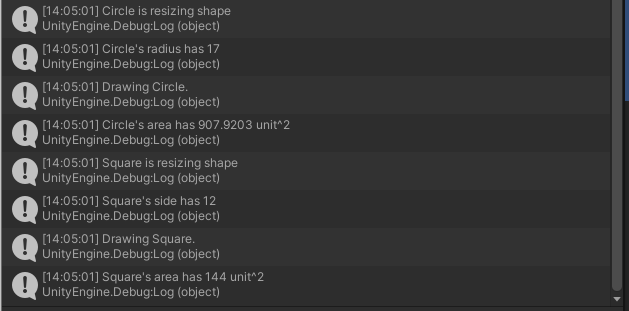 [14:05:01] Circle is resizing shape
UnityEngine.Debug:Log (object)
[14:05:01] Circle's radius has 17
UnityEngine.Debug:Log (object)
[14:05:01] Drawing Circle.
UnityEngine.Debug:Log (object)
[14:05:01] Circle's area has 907.9203 unit^2
UnityEngine.Debug:Log (object)
[14:05:01] Square is resizing shape
UnityEngine.Debug:Log (object)
[14:05:01] Square's side has 12
UnityEngine.Debug:Log (object)
[14:05:01] Drawing Square.
UnityEngine.Debug:Log (object)
[14:05:01] Square's area has 144 unit^2
UnityEngine.Debug:Log (object)